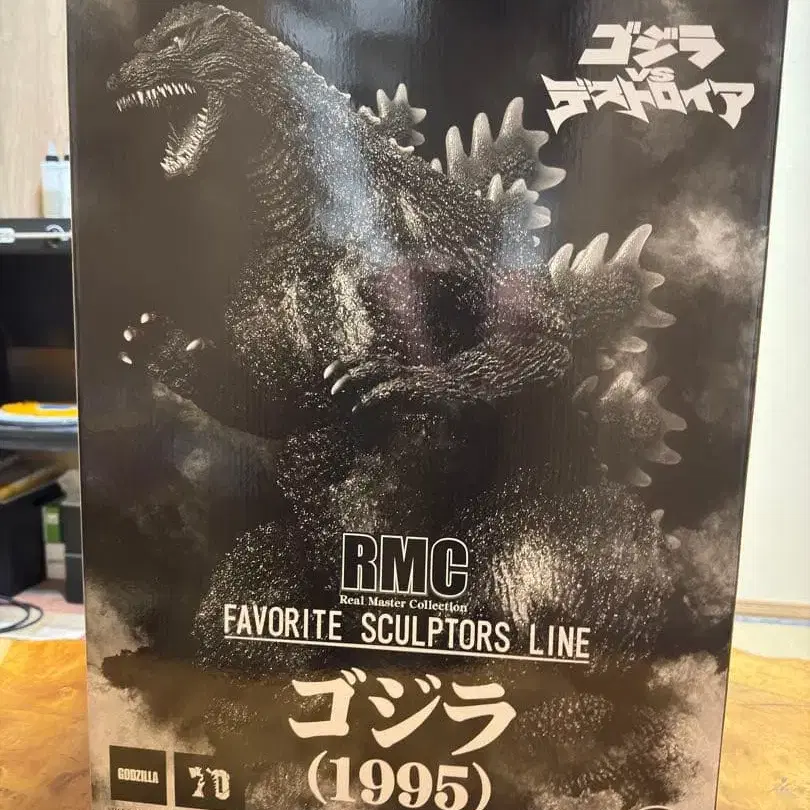 ゴジラ
VS
デストロイア
RMC
Real Master Collection
FAVORITE SCULPTORS LINE
ゴジラ
(1995)
GODZILLA
70